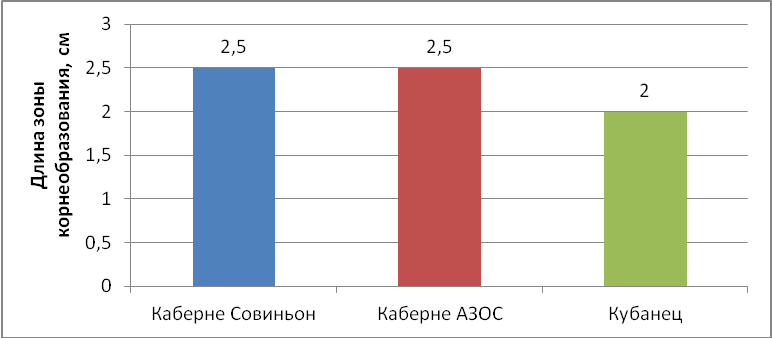 Длина зоны
корнеобразования, см
3
2,5
2
1,5
1
0,5
0
2,5
2,5
2
Каберне Совиньон
Каберне АЗОС
Кубанец